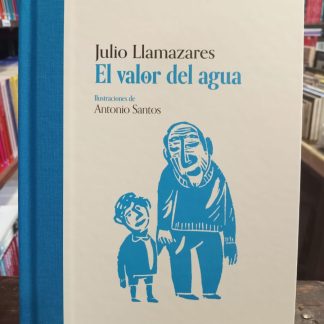 Julio Llamazares
El valor del agua
Ilustraciones de
Antonio Santos